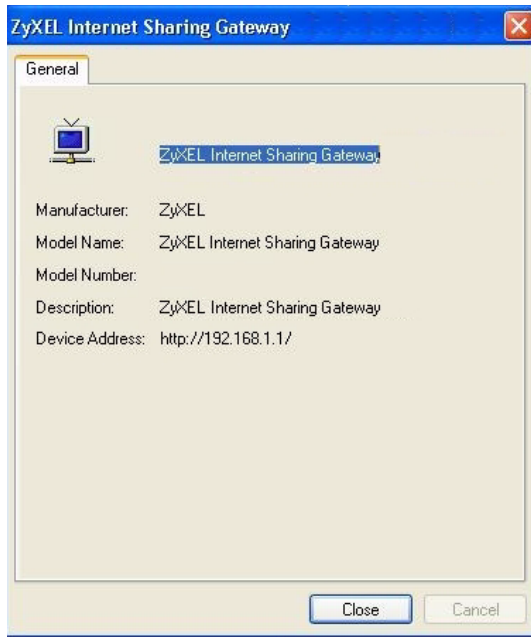 ZyXEL Internet Sharing Gateway
General
ZyXEL Internet Sharing Gateway
Manufacturer: ZyXEL
Model Name: ZyXEL Internet Sharing Gateway
Model Number:
Description: ZyXEL Internet Sharing Gateway
Device Address: http://192.168.1.1/
Close Cancel